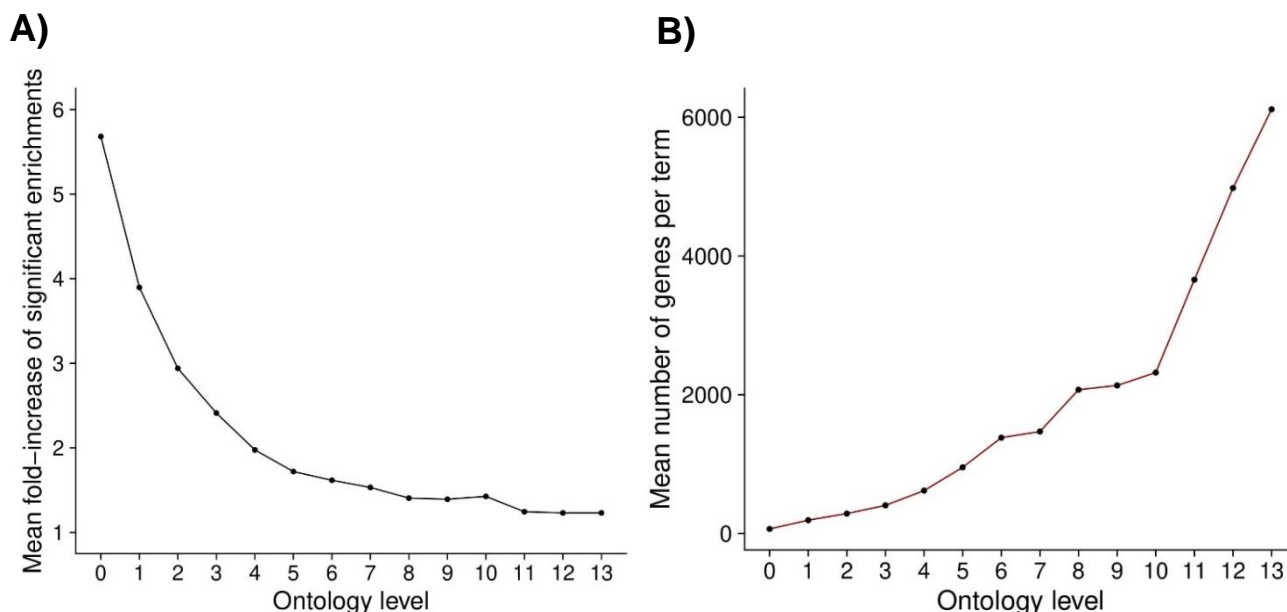 A)
Mean fold-increase of significant enrichments
6
5
4
3
2
1
0 1 2 3 4 5 6 7 8 9 10 11 12 13
Ontology level
B)
Mean number of genes per term
6000
4000
2000
0
0 1 2 3 4 5 6 7 8 9 10 11 12 13
Ontology level